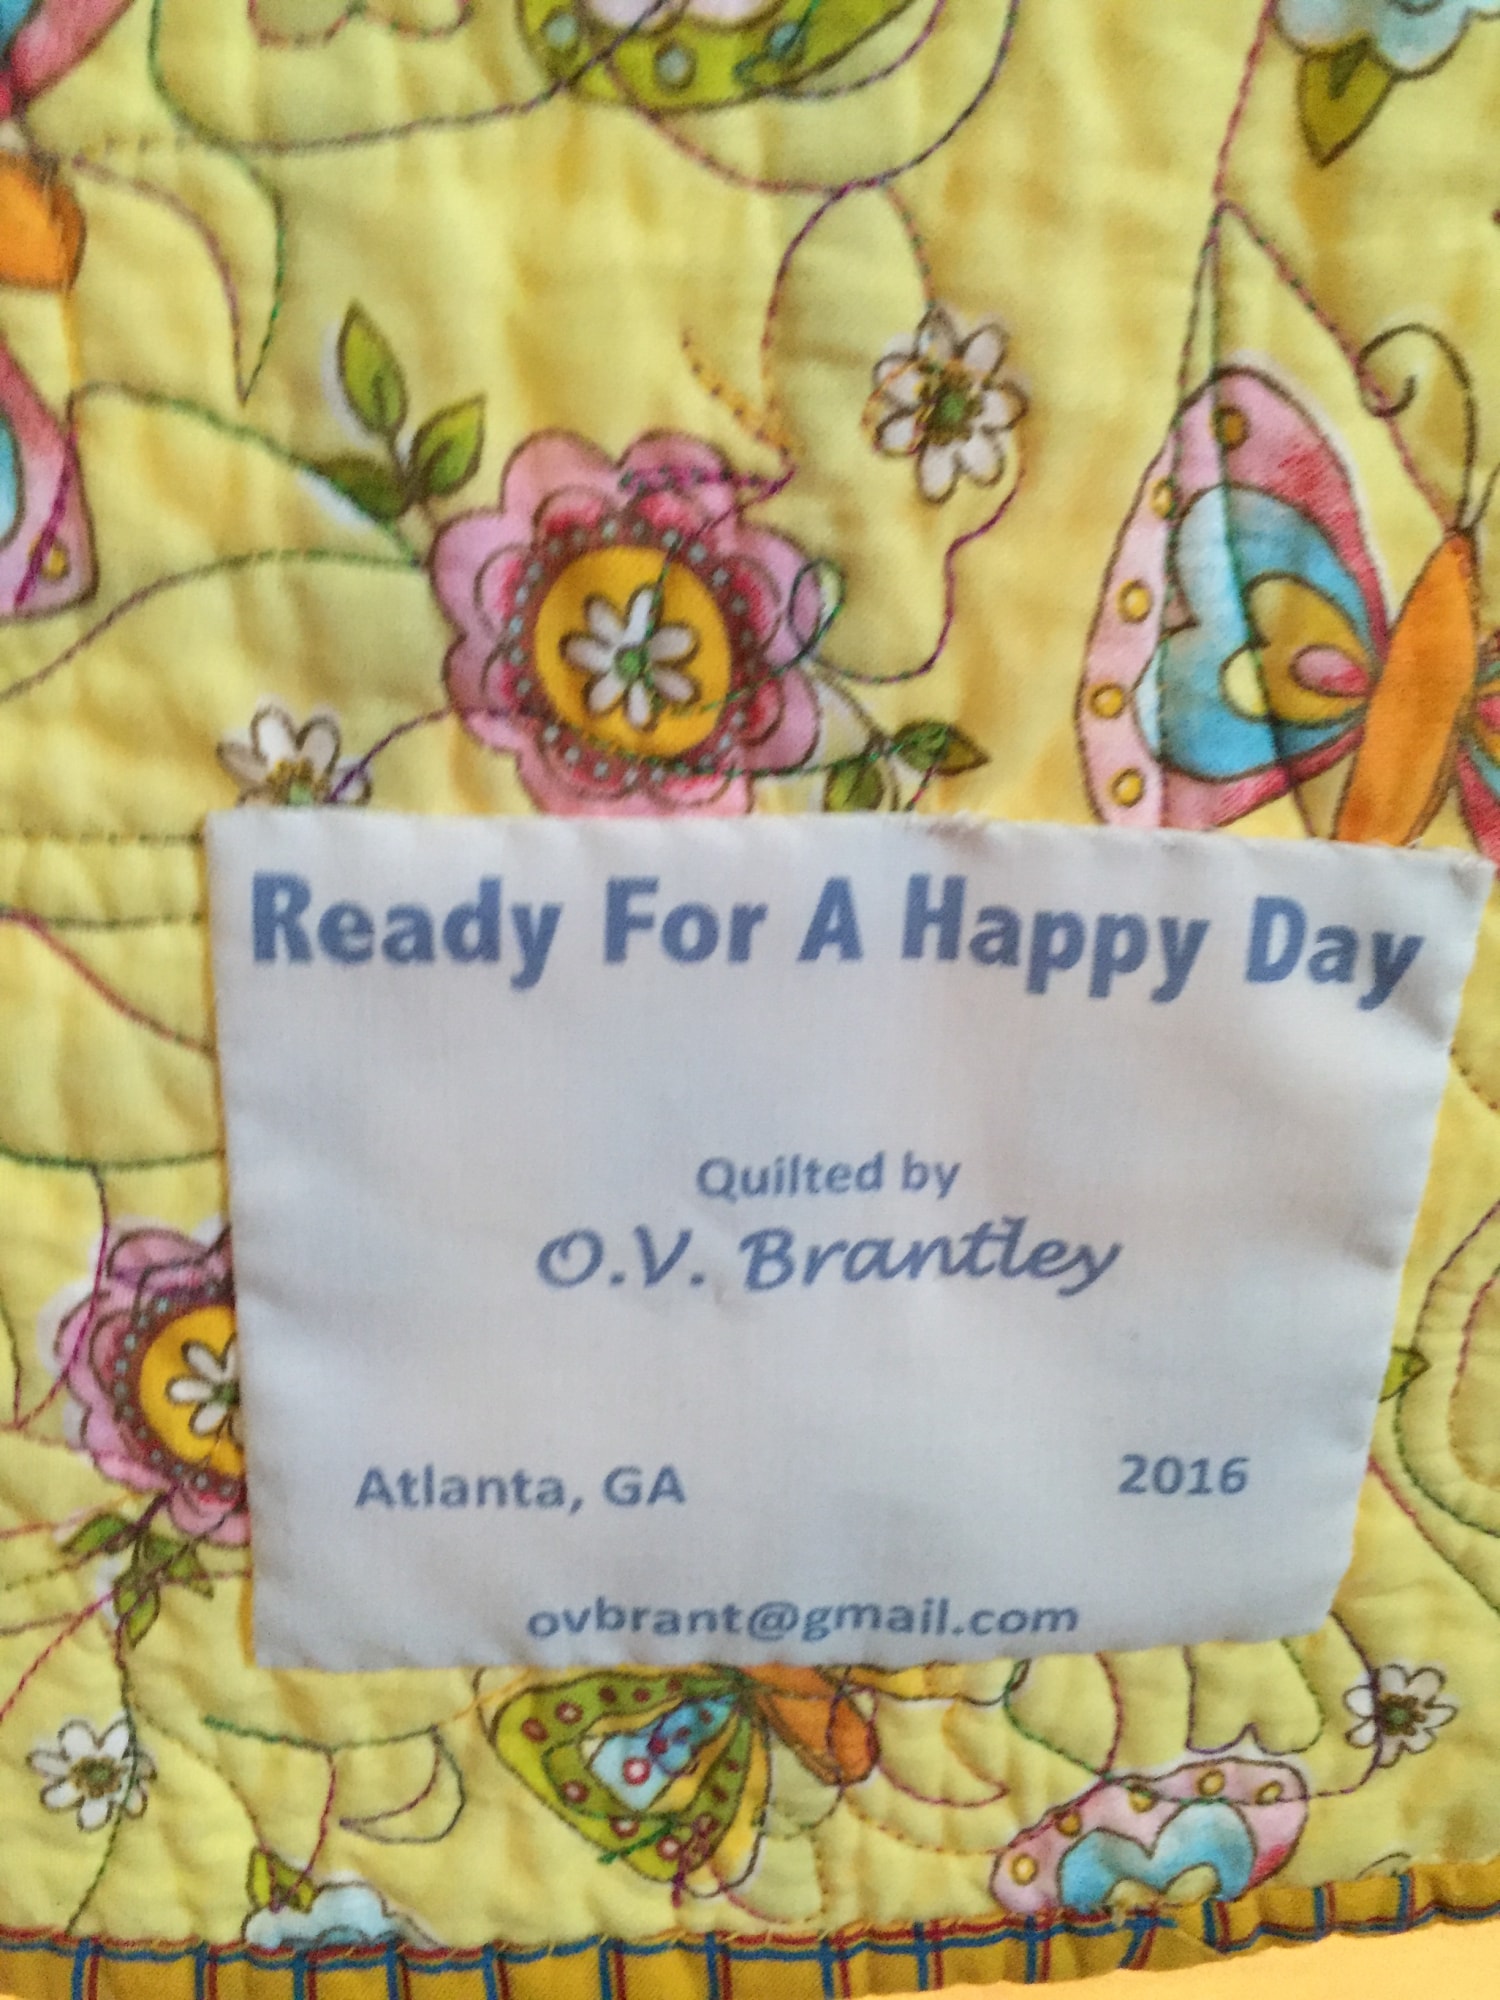 Ready For A Happy Day
Quilted by
O.V. Brantley
Atlanta, GA 2016
ovbrant@gmail.com